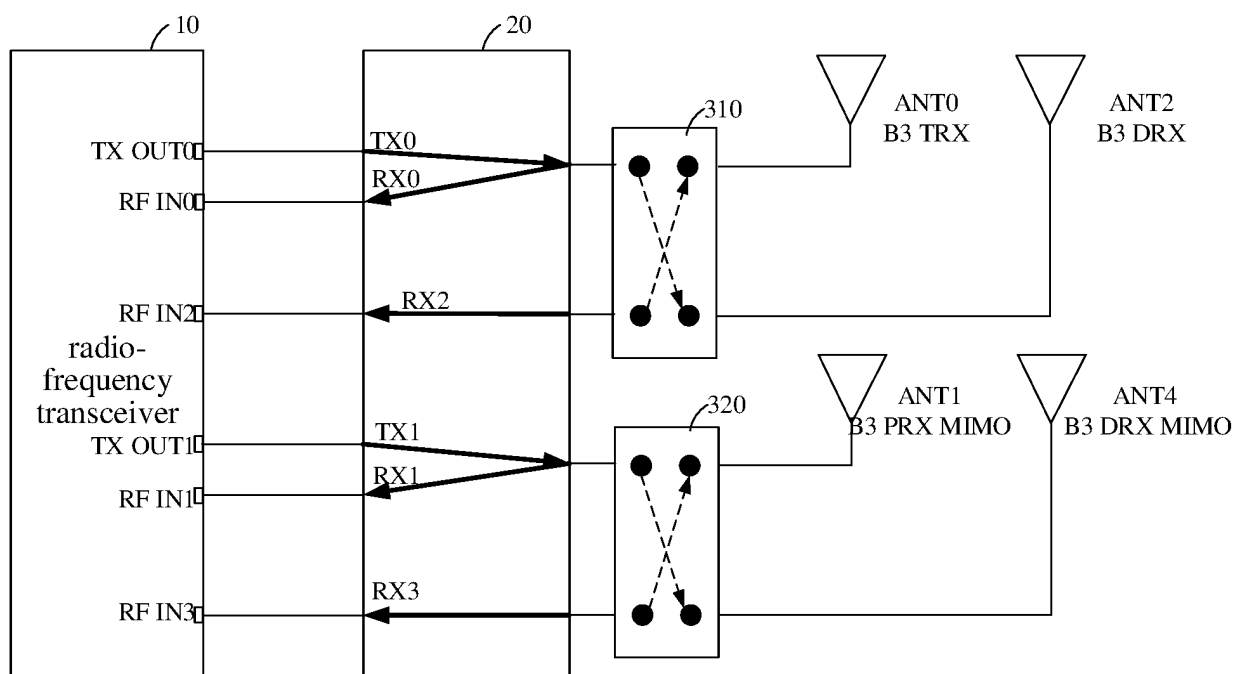 10
20
310
ANT0
B3 TRX
ANT2
B3 DRX
TX OUT0
TX0
RX0
RF IN0
RF IN2
RX2
radio-
frequency
transceiver
320
ANT1
B3 PRX MIMO
ANT4
B3 DRX MIMO
TX OUT1
TX1
RX1
RF IN1
RF IN3
RX3